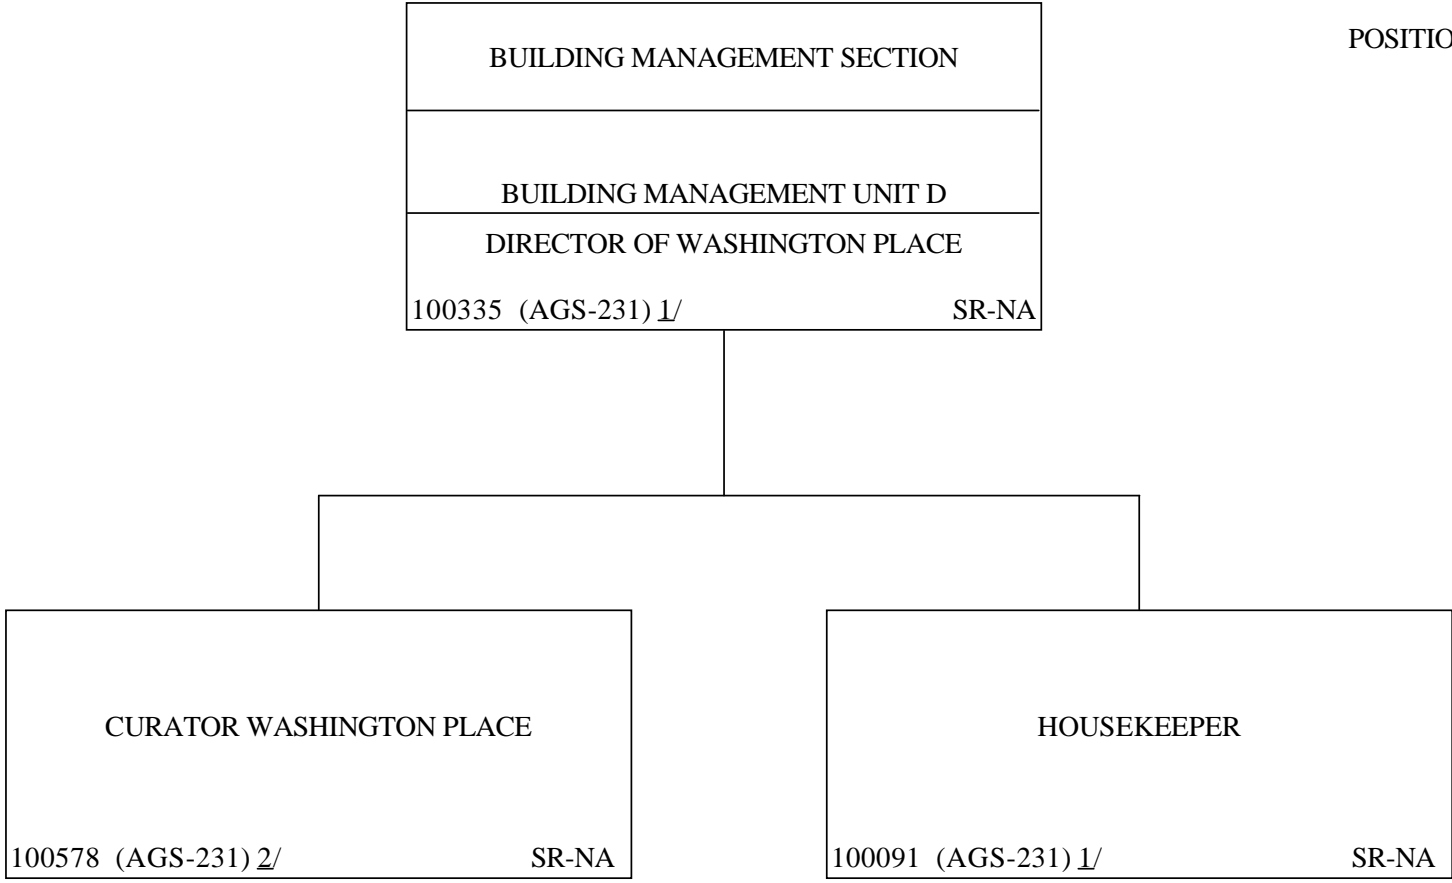 BUILDING MANAGEMENT SECTION
BUILDING MANAGEMENT UNIT D
DIRECTOR OF WASHINGTON PLACE
100335 (AGS-231) 1/ SR-NA
CURATOR WASHINGTON PLACE
100578 (AGS-231) 2/ SR-NA
HOUSEKEEPER
100091 (AGS-231) 1/ SR-NA